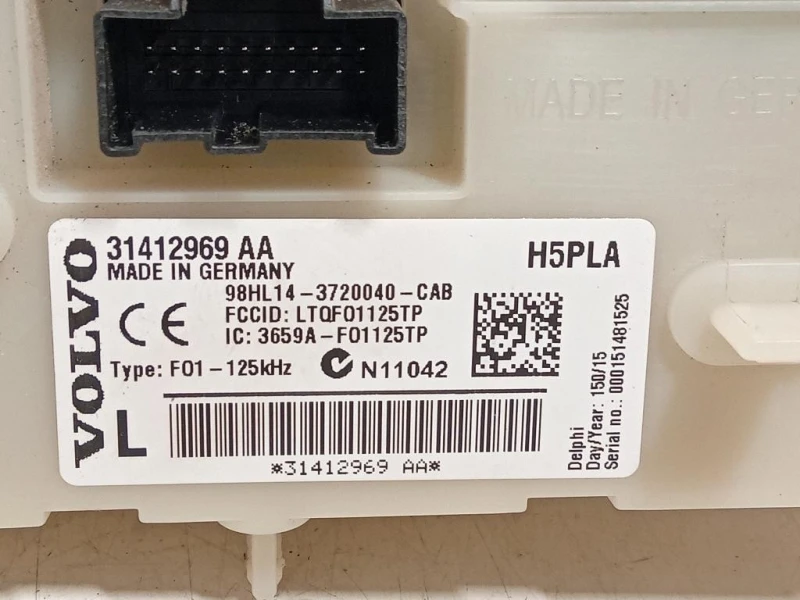 MADE IN GER
VOLVO
31412969 AA
H5PLA
MADE IN GERMANY
98HL14-3720040-CAB
FCCID: LTQF01125TP
IC: 3659A-F01125TP
CE
Type: F01-125kHz
N11042
L
*31412969 AA*
Delphi
Day/Year: 150/15
Serial no.: 000151481525